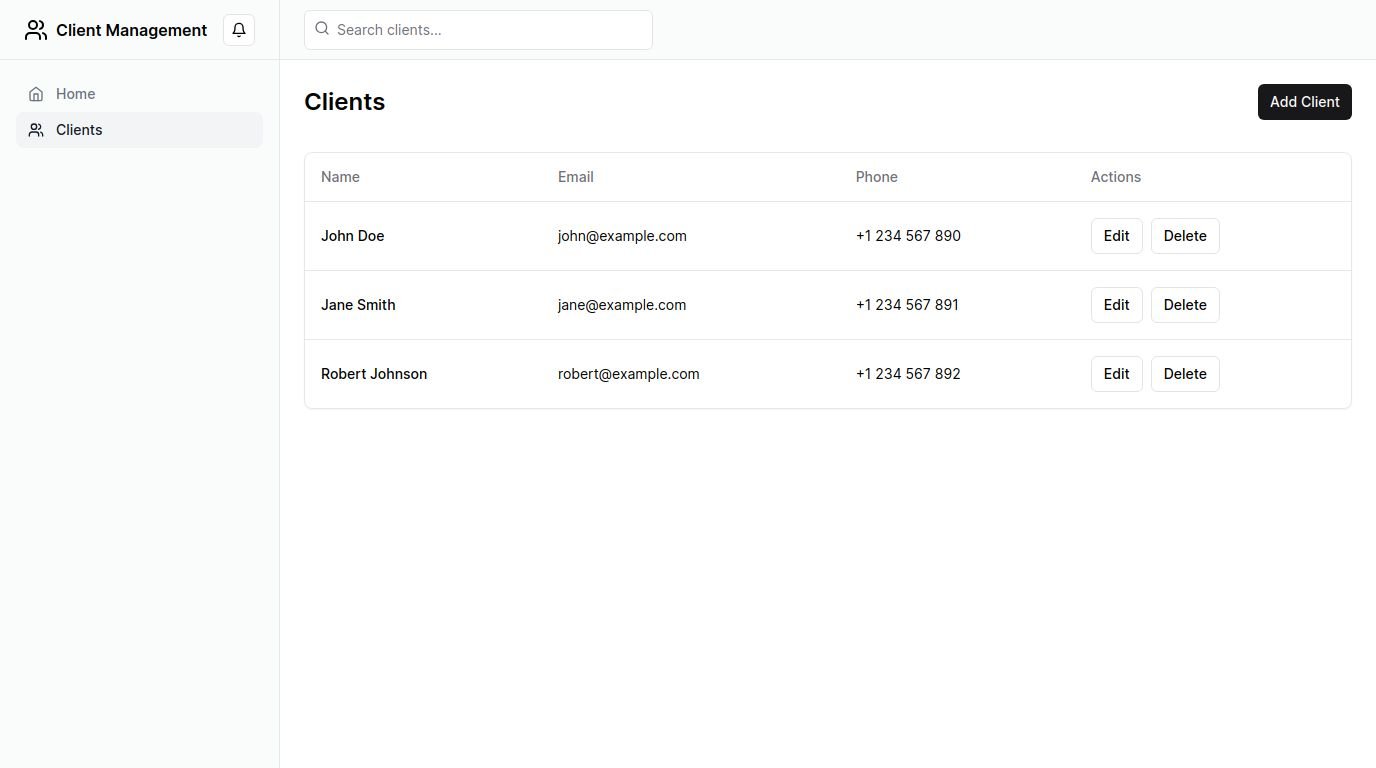 Client Management
Search clients...
Home
Clients
Clients
Add Client
Name Email Phone Actions
John Doe john@example.com +1 234 567 890 Edit Delete
Jane Smith jane@example.com +1 234 567 891 Edit Delete
Robert Johnson robert@example.com +1 234 567 892 Edit Delete